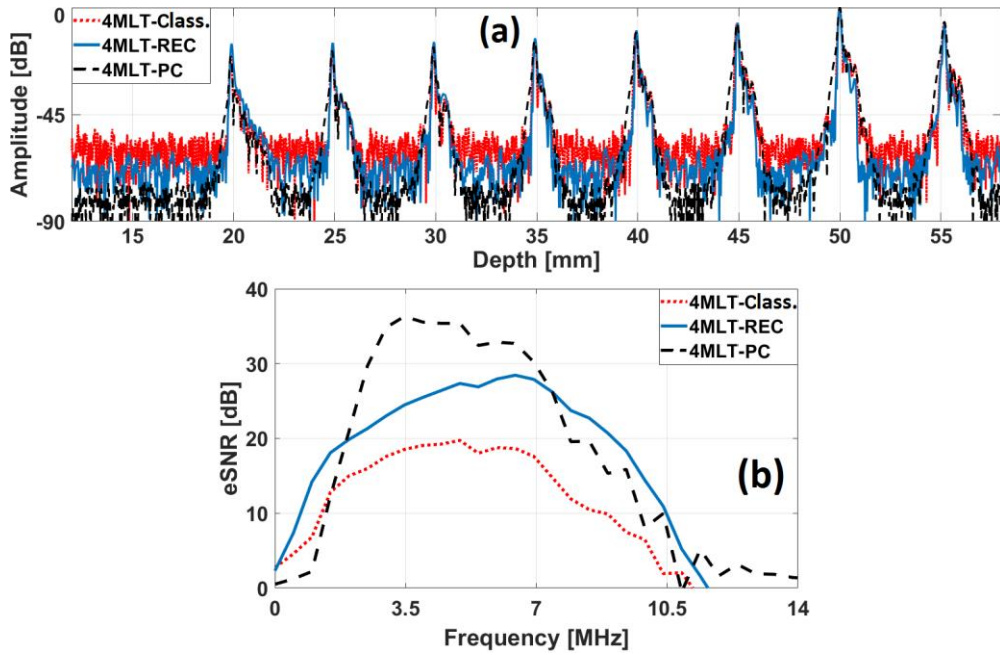 0
-45
-90
Amplitude [dB]
4MLT-Class.
4MLT-REC
4MLT-PC
(a)
15 20 25 30 35 40 45 50 55
Depth [mm]
40
30
20
10
0
eSNR [dB]
4MLT-Class.
4MLT-REC
4MLT-PC
(b)
0 3.5 7 10.5 14
Frequency [MHz]